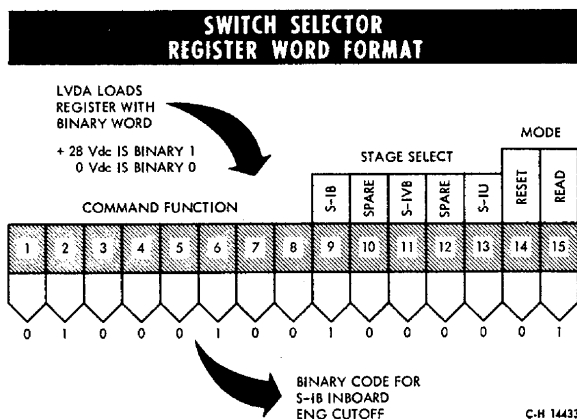 SWITCH SELECTOR
REGISTER WORD FORMAT
LVDA LOADS
REGISTER WITH
BINARY WORD
+ 28 Vdc IS BINARY 1
0 Vdc IS BINARY 0
MODE
STAGE SELECT
COMMAND FUNCTION
S-IB SPARE S-IVB SPARE S-IU RESET READ
1 2 3 4 5 6 7 8 9 10 11 12 13 14 15
0 1 0 0 0 1 0 0 1 0 0 0 0 0 1
BINARY CODE FOR
S-IB INBOARD
ENG CUTOFF
C-H 14433